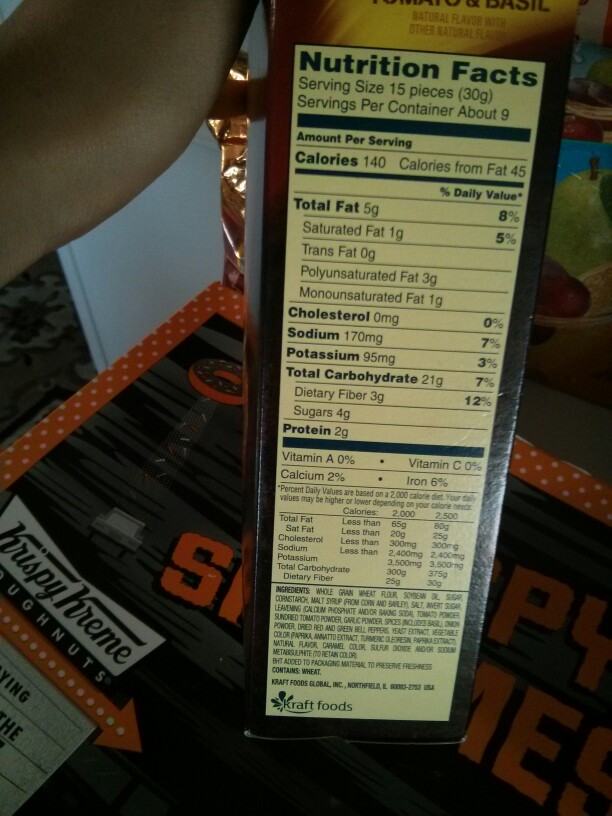 TOMATO & BASIL
NATURAL FLAVOR WITH
OTHER NATURAL FLAVOR
Nutrition Facts
Serving Size 15 pieces (30g)
Servings Per Container About 9
Amount Per Serving
Calories 140 Calories from Fat 45
% Daily Value*
Total Fat 5g 8%
Saturated Fat 1g 5%
Trans Fat 0g
Polyunsaturated Fat 3g
Monounsaturated Fat 1g
Cholesterol 0mg 0%
Sodium 170mg 7%
Potassium 95mg 3%
Total Carbohydrate 21g 7%
Dietary Fiber 3g 12%
Sugars 4g
Protein 2g
Vitamin A 0% • Vitamin C 0%
Calcium 2% • Iron 6%
*Percent Daily Values are based on a 2,000 calorie diet. Your daily
values may be higher or lower depending on your calorie needs:
Calories: 2,000 2,500
Total Fat Less than 65g 80g
Sat Fat Less than 20g 25g
Cholesterol Less than 300mg 300mg
Sodium Less than 2,400mg 2,400mg
Potassium 3,500mg 3,500mg
Total Carbohydrate 300g 375g
Dietary Fiber 25g 30g
INGREDIENTS: WHOLE GRAIN WHEAT FLOUR, SOYBEAN OIL, SUGAR,
CORNSTARCH, MALT SYRUP (FROM CORN AND BARLEY), SALT, INVERT SUGAR,
LEAVENING (CALCIUM PHOSPHATE AND/OR BAKING SODA), TOMATO POWDER,
SUNDRIED TOMATO POWDER, GARLIC POWDER, SPICES (INCLUDES BASIL), ONION
POWDER, DRIED RED AND GREEN BELL PEPPERS, YEAST EXTRACT, VEGETABLE
COLOR (PAPRIKA, ANNATTO EXTRACT, TURMERIC OLEORESIN, PAPRIKA EXTRACT),
NATURAL FLAVOR, CARAMEL COLOR, SULFUR DIOXIDE AND/OR SODIUM
METABISULFITE (TO RETAIN COLOR).
BHT ADDED TO PACKAGING MATERIAL TO PRESERVE FRESHNESS
CONTAINS: WHEAT.
KRAFT FOODS GLOBAL, INC., NORTHFIELD, IL 60093-2753 USA
kraft foods
Krispy Kreme
DOUGHNUTS
THE